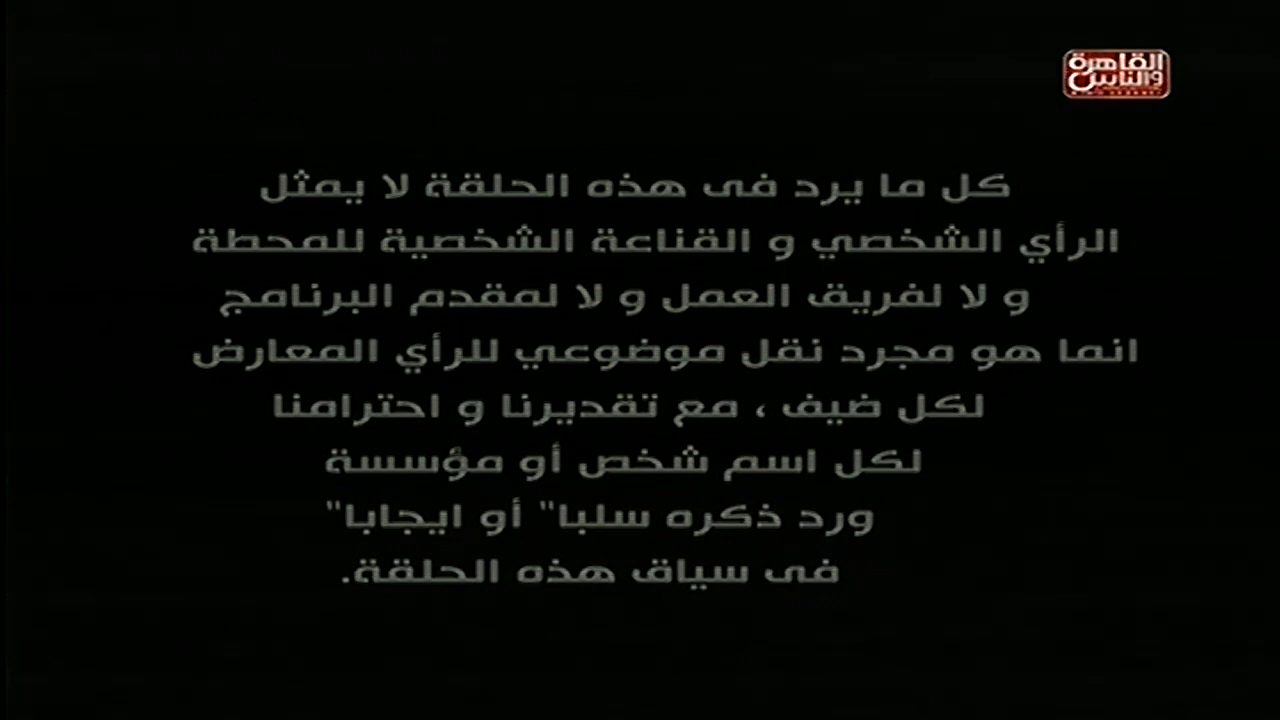 القاهرة
والناس
كل ما يرد فى هذه الحلقة لا يمثل
الرأي الشخصي و القناعة الشخصية للمحطة
و لا لفريق العمل و لا لمقدم البرنامج
انما هو مجرد نقل موضوعي للرأي المعارض
لكل ضيف ، مع تقديرنا و احترامنا
لكل اسم شخص أو مؤسسة
ورد ذكره سلبا" أو ايجابا"
فى سياق هذه الحلقة.